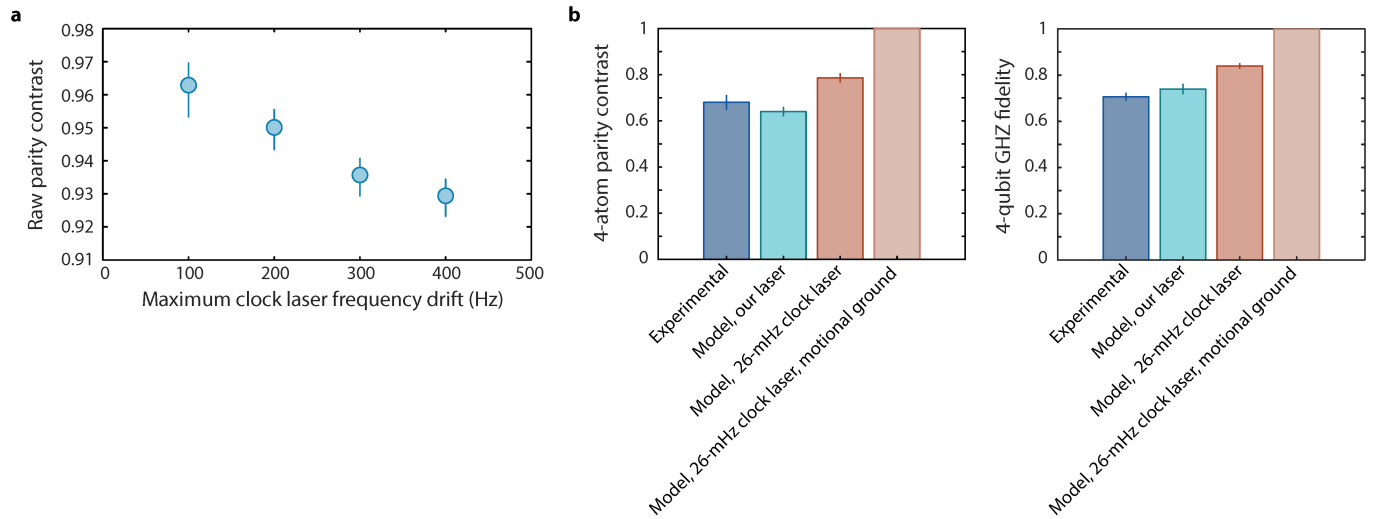 a
Raw parity contrast
0.98
0.97
0.96
0.95
0.94
0.93
0.92
0.91
0
100
200
300
400
500
Maximum clock laser frequency drift (Hz)
b
4-atom parity contrast
1
0.8
0.6
0.4
0.2
0
Experimental
Model, our laser
Model, 26-mHz clock laser
Model, 26-mHz clock laser, motional ground
4-qubit GHZ fidelity
1
0.8
0.6
0.4
0.2
0
Experimental
Model, our laser
Model, 26-mHz clock laser
Model, 26-mHz clock laser, motional ground